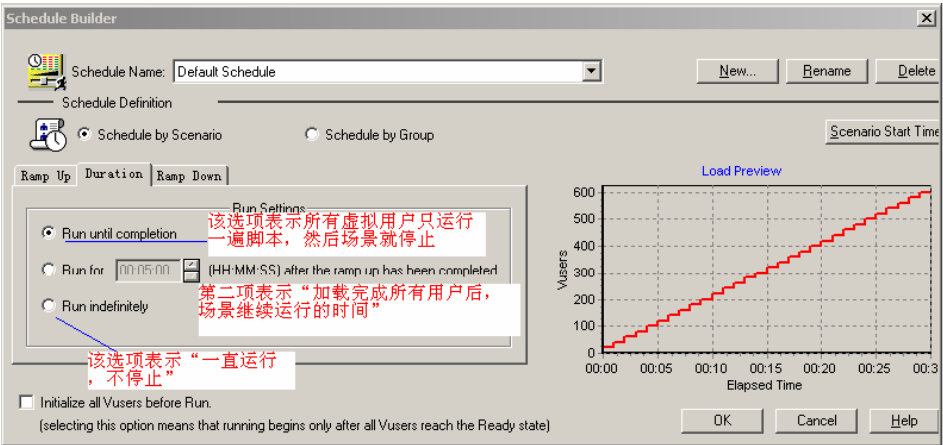 Schedule Builder
Schedule Name: Default Schedule
New... Rename Delete
Schedule Definition
Schedule by Scenario Schedule by Group
Scenario Start Time
Ramp Up Duration Ramp Down
Run Settings
Run until completion
该选项表示所有虚拟用户只运行
一遍脚本，然后场景就停止
Run for 00:05:00 (HH:MM:SS) after the ramp up has been completed
第二项表示“加载完成所有用户后，
场景继续运行的时间”
Run indefinitely
该选项表示“一直运行
，不停止”
Load Preview
Vusers
600
500
400
300
200
100
0
00:00 00:05 00:10 00:15 00:20 00:25 00:3
Elapsed Time
Initialize all Vusers before Run.
(selecting this option means that running begins only after all Vusers reach the Ready state)
OK Cancel Help